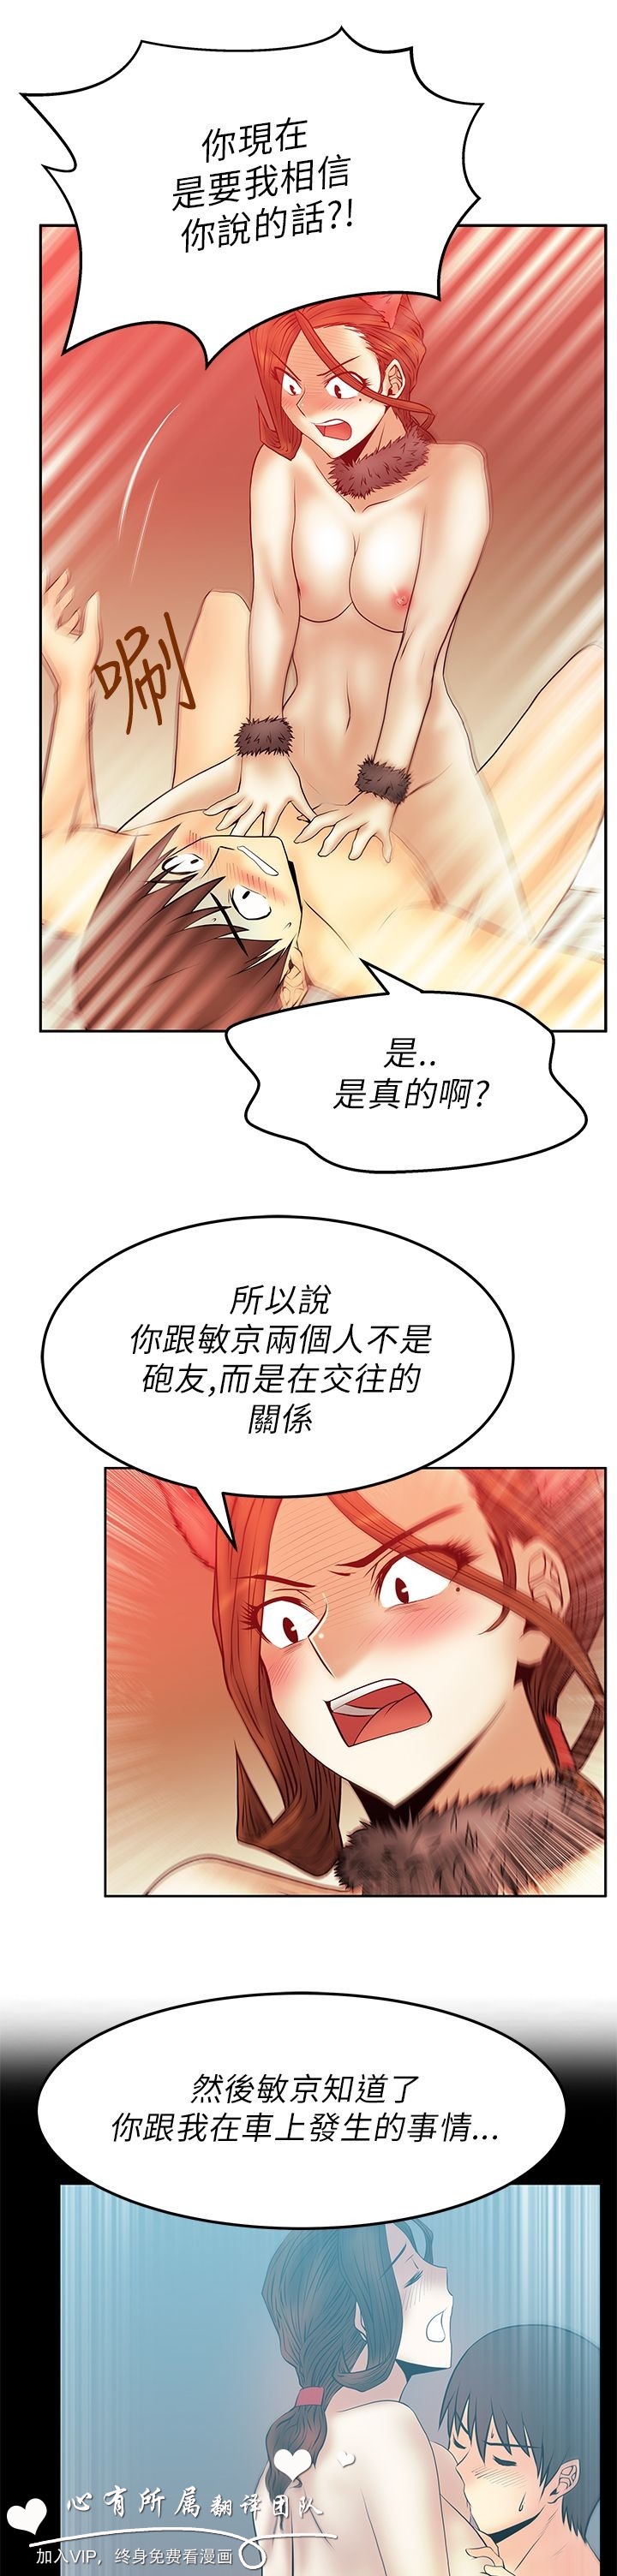 你現在
是要我相信
你說的話?!
唰
是..
是真的啊?
所以說
你跟敏京兩個人不是
砲友,而是在交往的
關係
然後敏京知道了
你跟我在車上發生的事情...
心有所属翻译团队
加入VIP，终身免费看漫画